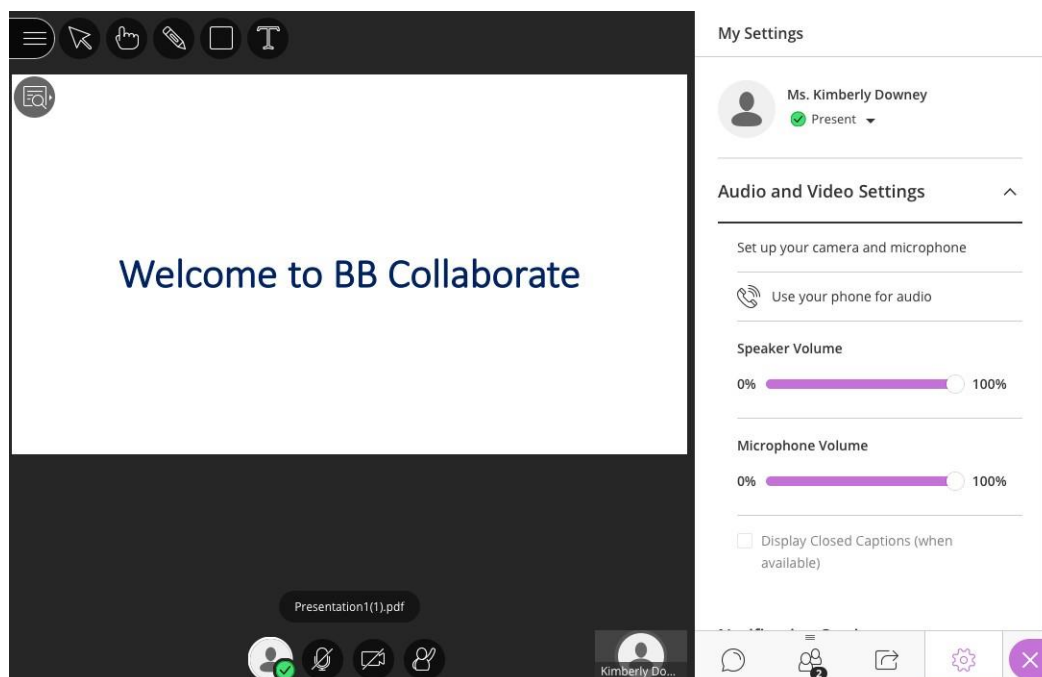 T
My Settings
Ms. Kimberly Downey
Present
Audio and Video Settings
Set up your camera and microphone
Use your phone for audio
Speaker Volume
0% 100%
Microphone Volume
0% 100%
Display Closed Captions (when
available)
Welcome to BB Collaborate
Presentation1(1).pdf
Kimberly Do...
2